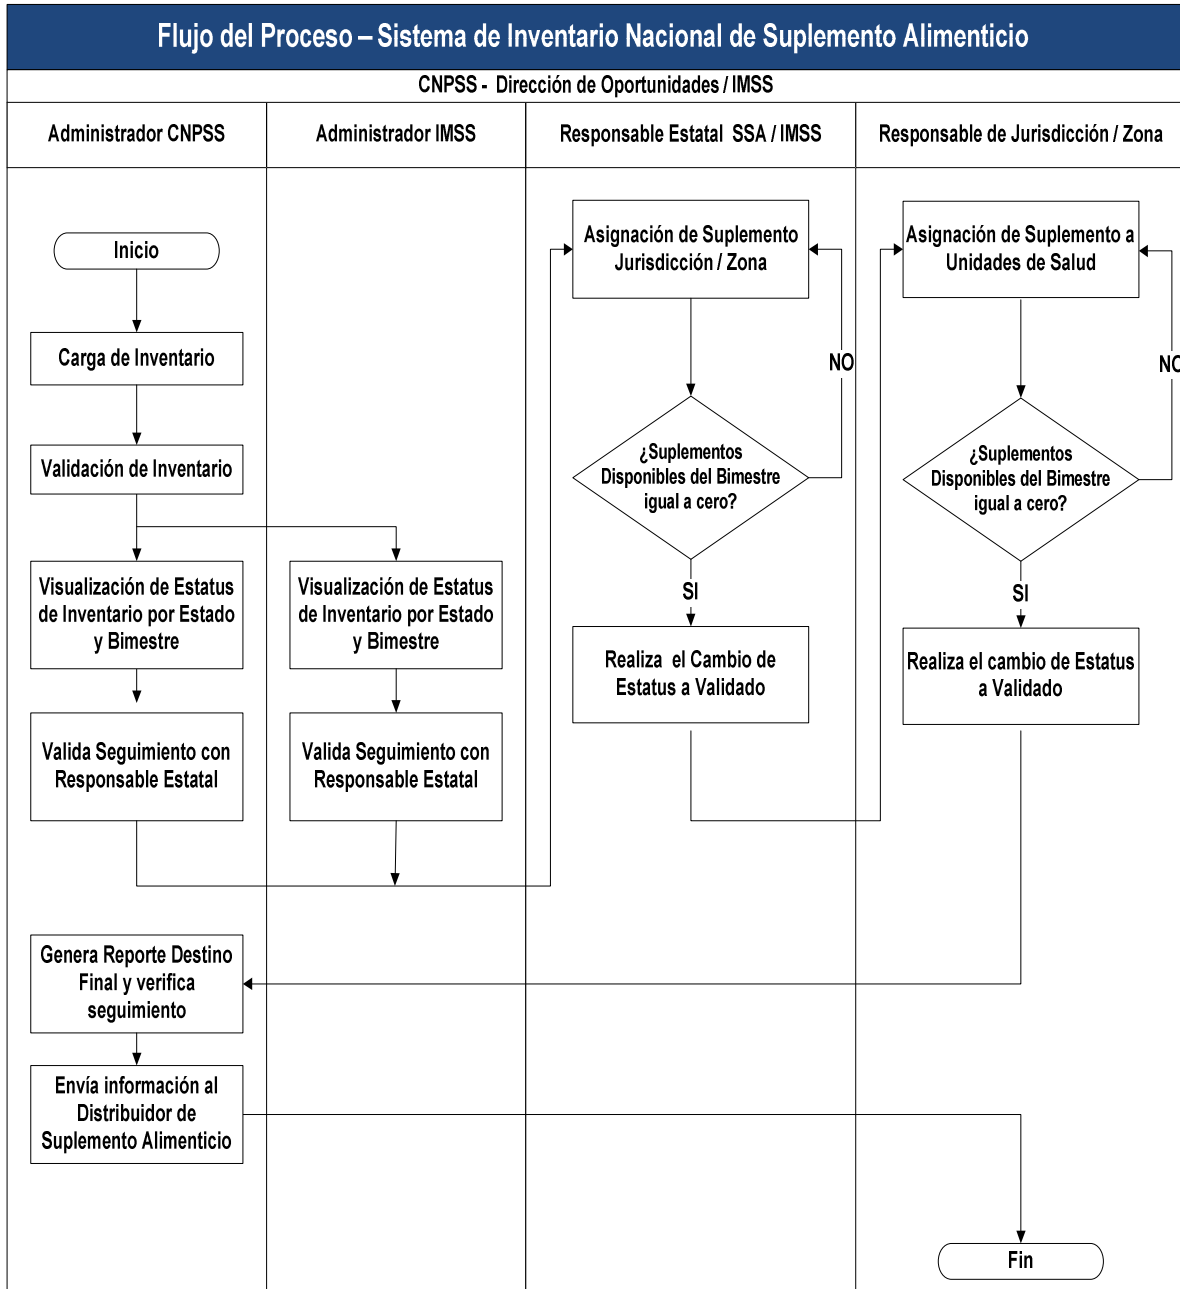 Flujo del Proceso – Sistema de Inventario Nacional de Suplemento Alimenticio
CNPSS - Dirección de Oportunidades / IMSS
Administrador CNPSS
Administrador IMSS
Responsable Estatal SSA / IMSS
Responsable de Jurisdicción / Zona
Inicio
Carga de Inventario
Validación de Inventario
Visualización de Estatus
de Inventario por Estado
y Bimestre
Valida Seguimiento con
Responsable Estatal
Genera Reporte Destino
Final y verifica
seguimiento
Envía información al
Distribuidor de
Suplemento Alimenticio
Visualización de Estatus
de Inventario por Estado
y Bimestre
Valida Seguimiento con
Responsable Estatal
Asignación de Suplemento
Jurisdicción / Zona
NO
¿Suplementos
Disponibles del Bimestre
igual a cero?
SI
Realiza el Cambio de
Estatus a Validado
Asignación de Suplemento a
Unidades de Salud
NO
¿Suplementos
Disponibles del Bimestre
igual a cero?
SI
Realiza el cambio de Estatus
a Validado
Fin